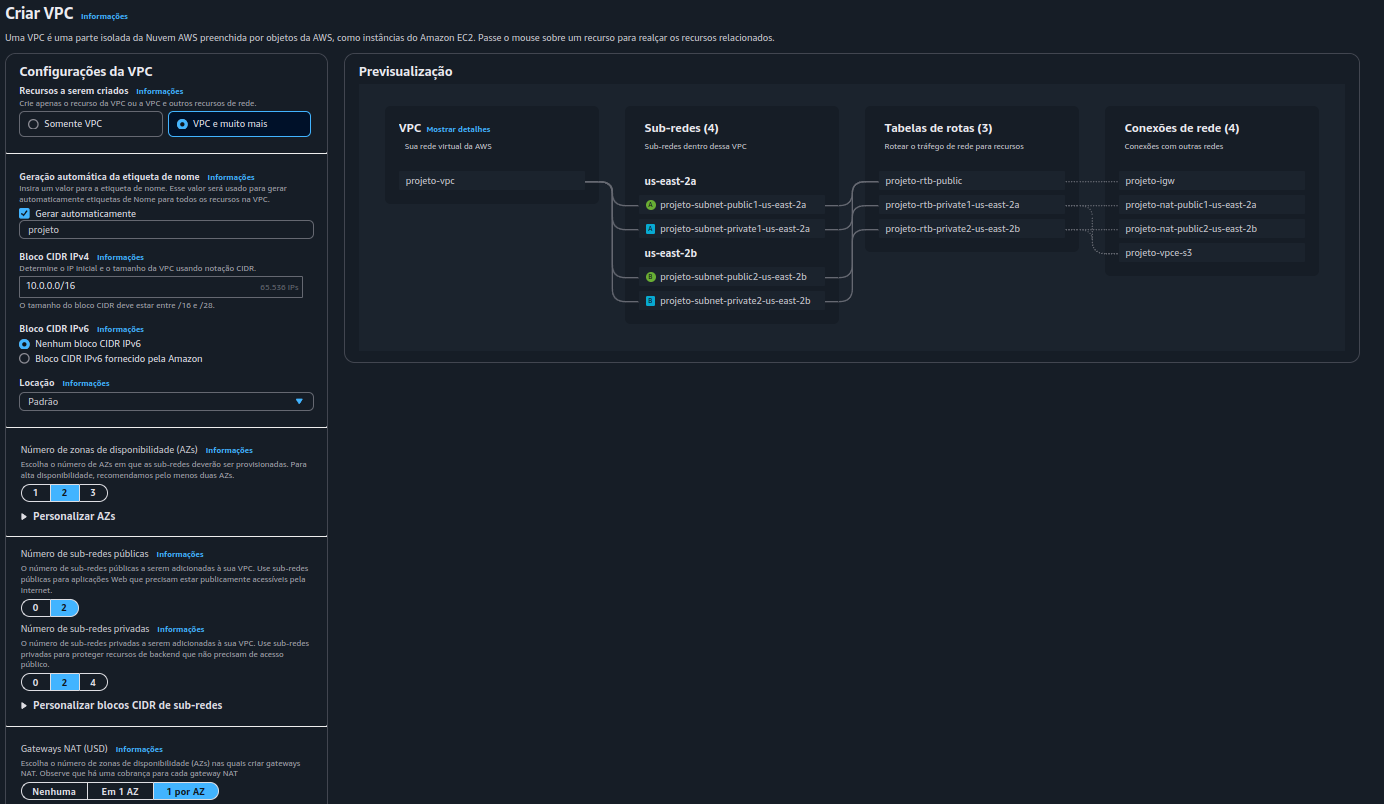 Criar VPC Informações
Uma VPC é uma parte isolada da Nuvem AWS preenchida por objetos da AWS, como instâncias do Amazon EC2. Passe o mouse sobre um recurso para realçar os recursos relacionados.
Configurações da VPC
Recursos a serem criados Informações
Crie apenas o recurso da VPC ou a VPC e outros recursos de rede.
Somente VPC
VPC e muito mais
Geração automática da etiqueta de nome Informações
Insira um valor para a etiqueta de nome. Esse valor será usado para gerar
automaticamente etiquetas de Nome para todos os recursos na VPC.
Gerar automaticamente
projeto
Bloco CIDR IPv4 Informações
Determine o IP inicial e o tamanho da VPC usando notação CIDR.
10.0.0.0/16 65.536 IPs
O tamanho do bloco CIDR deve estar entre /16 e /28.
Bloco CIDR IPv6 Informações
Nenhum bloco CIDR IPv6
Bloco CIDR IPv6 fornecido pela Amazon
Locação Informações
Padrão
Número de zonas de disponibilidade (AZs) Informações
Escolha o número de AZs em que as sub-redes deverão ser provisionadas. Para
alta disponibilidade, recomendamos pelo menos duas AZs.
1 2 3
Personalizar AZs
Número de sub-redes públicas Informações
O número de sub-redes públicas a serem adicionadas à sua VPC. Use sub-redes
públicas para aplicações Web que precisam estar publicamente acessíveis pela
Internet.
0 2
Número de sub-redes privadas Informações
O número de sub-redes privadas a serem adicionadas à sua VPC. Use sub-redes
privadas para proteger recursos de backend que não precisam de acesso
público.
0 2 4
Personalizar blocos CIDR de sub-redes
Gateways NAT (USD) Informações
Escolha o número de zonas de disponibilidade (AZs) nas quais criar gateways
NAT. Observe que há uma cobrança para cada gateway NAT
Nenhuma Em 1 AZ 1 por AZ
Previsualização
VPC Mostrar detalhes
Sua rede virtual da AWS
projeto-vpc
Sub-redes (4)
Sub-redes dentro dessa VPC
us-east-2a
A projeto-subnet-public1-us-east-2a
A projeto-subnet-private1-us-east-2a
us-east-2b
B projeto-subnet-public2-us-east-2b
B projeto-subnet-private2-us-east-2b
Tabelas de rotas (3)
Rotear o tráfego de rede para recursos
projeto-rtb-public
projeto-rtb-private1-us-east-2a
projeto-rtb-private2-us-east-2b
Conexões de rede (4)
Conexões com outras redes
projeto-igw
projeto-nat-public1-us-east-2a
projeto-nat-public2-us-east-2b
projeto-vpce-s3